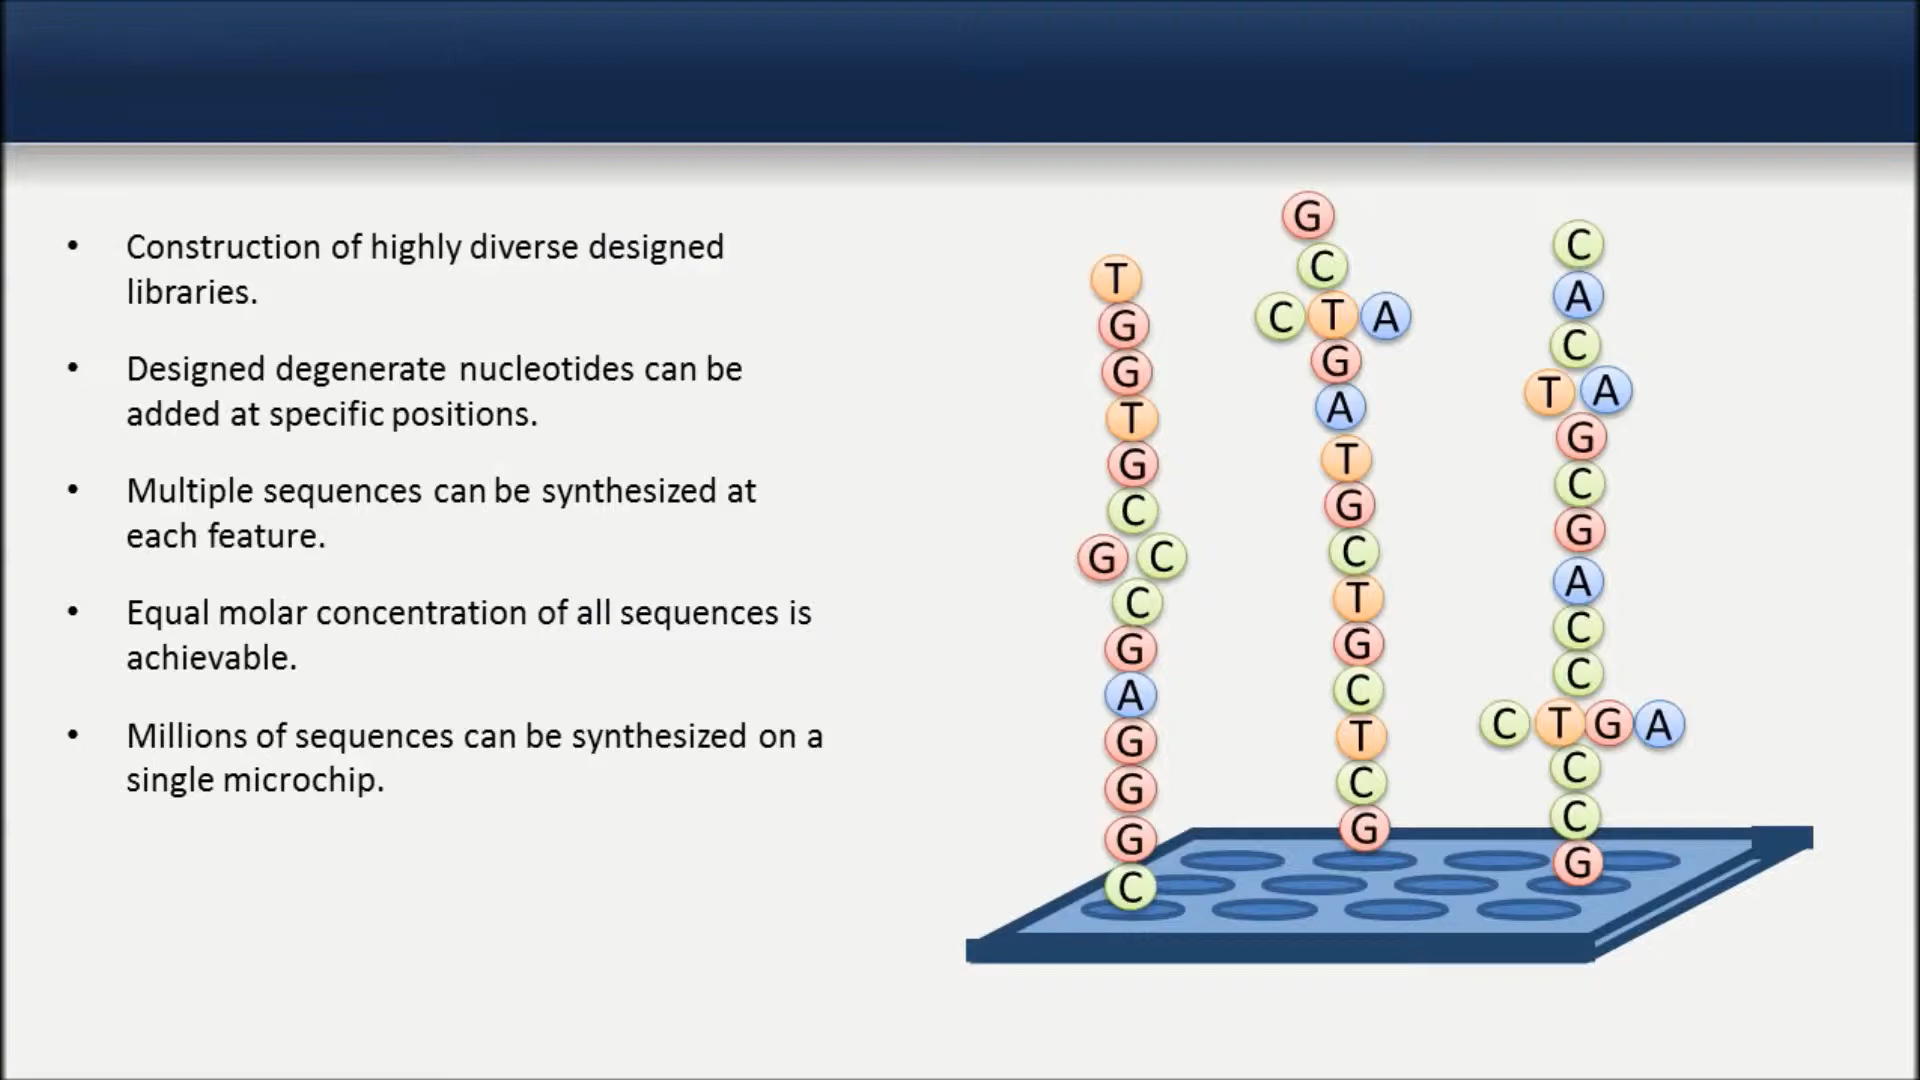 • Construction of highly diverse designed
libraries.
• Designed degenerate nucleotides can be
added at specific positions.
• Multiple sequences can be synthesized at
each feature.
• Equal molar concentration of all sequences is
achievable.
• Millions of sequences can be synthesized on a
single microchip.
T
G
G
T
G
C
G C
C
G
A
G
G
G
C
G
C
C T A
G
A
T
G
C
T
G
C
T
C
G
C
A
C
T A
G
C
G
A
C
C
C T G A
C
C
G